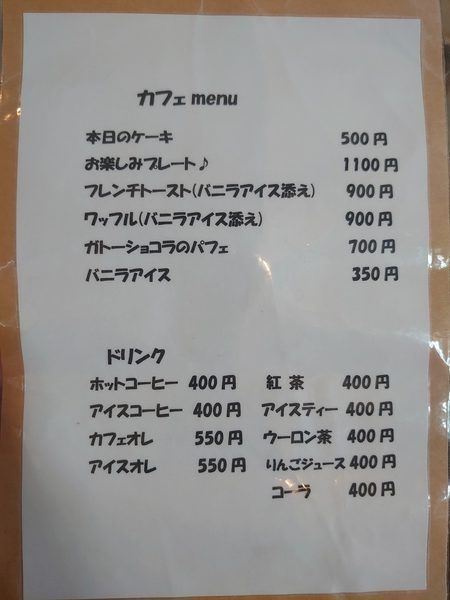 カフェ menu
本日のケーキ 500円
お楽しみプレート♪ 1100円
フレンチトースト(バニラアイス添え) 900円
ワッフル(バニラアイス添え) 900円
ガトーショコラのパフェ 700円
バニラアイス 350円
ドリンク
ホットコーヒー 400円 紅茶 400円
アイスコーヒー 400円 アイスティー 400円
カフェオレ 550円 ウーロン茶 400円
アイスオレ 550円 りんごジュース 400円
コーラ 400円